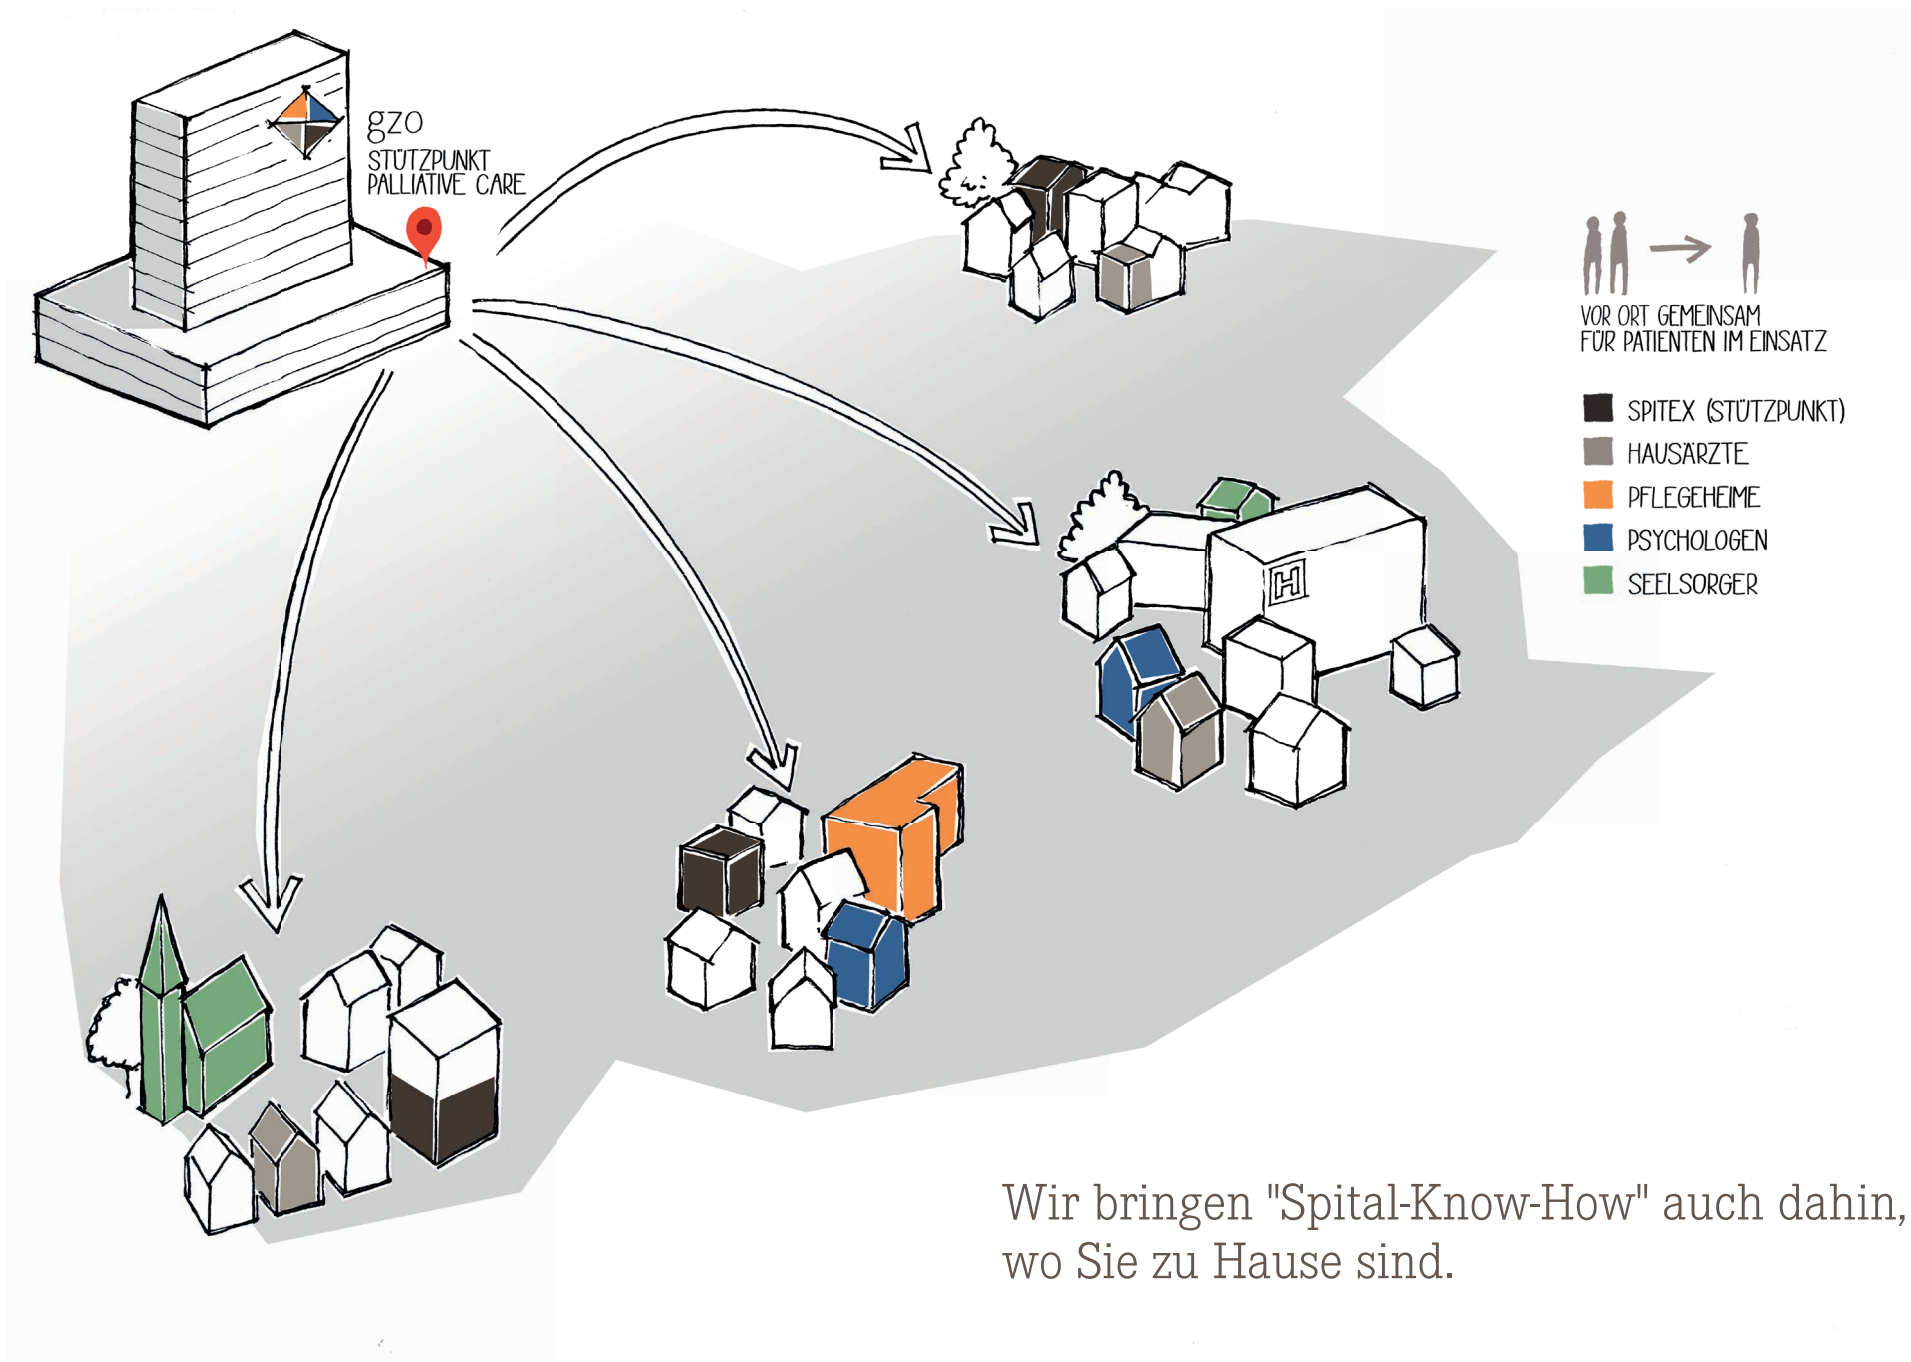 gzo
STÜTZPUNKT
PALLIATIVE CARE
VOR ORT GEMEINSAM
FÜR PATIENTEN IM EINSATZ
SPITEX (STÜTZPUNKT)
HAUSÄRZTE
PFLEGEHEIME
PSYCHOLOGEN
SEELSORGER
H
Wir bringen "Spital-Know-How" auch dahin,
wo Sie zu Hause sind.